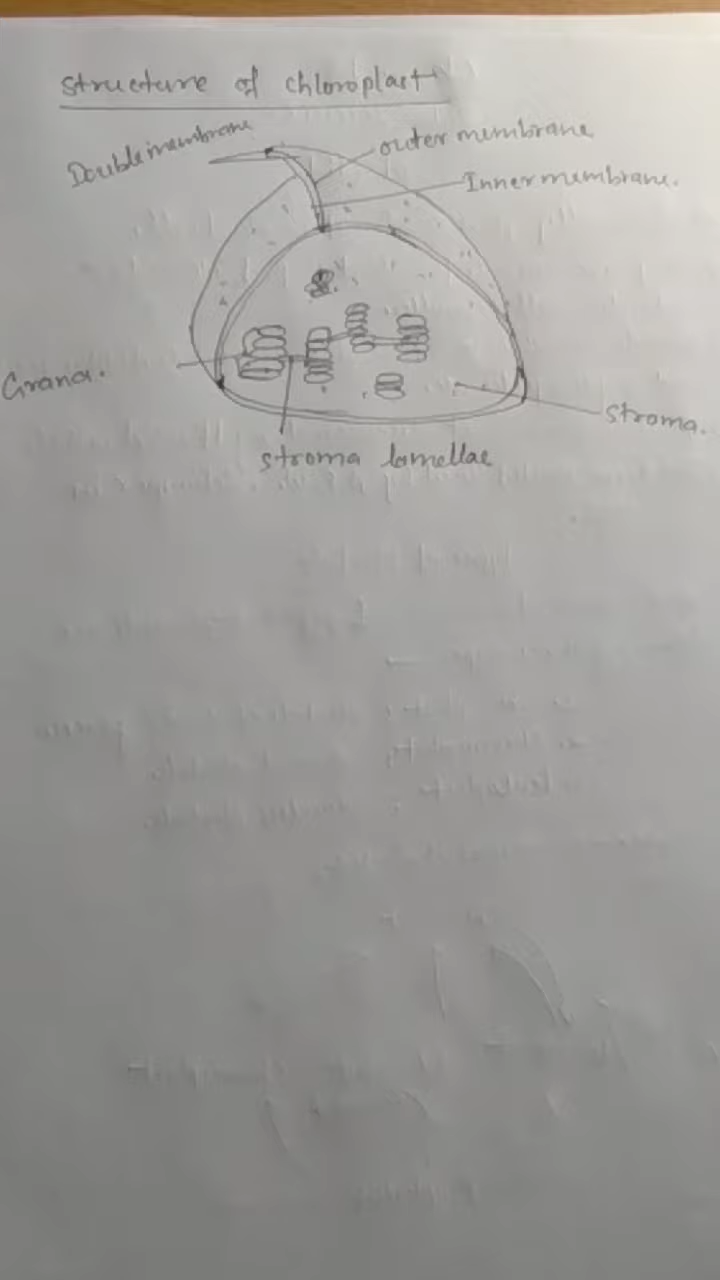 structure of chloroplast
Double membrane
outer membrane
Inner membrane.
Grana.
stroma.
stroma lamellae